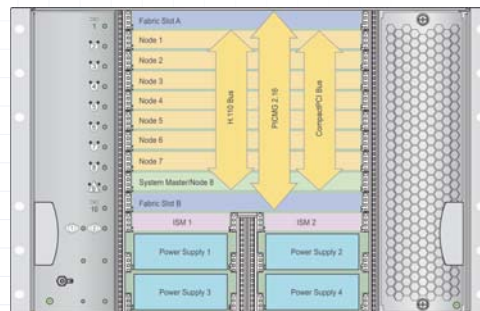 Fabric Slot A
1
Node 1
Node 2
Node 3
Node 4
Node 5
Node 6
Node 7
System Master/Node 8
Fabric Slot B
10
H.110 Bus
PICMG 2.16
CompactPCI Bus
ISM 1
ISM 2
Power Supply 1
Power Supply 2
Power Supply 3
Power Supply 4